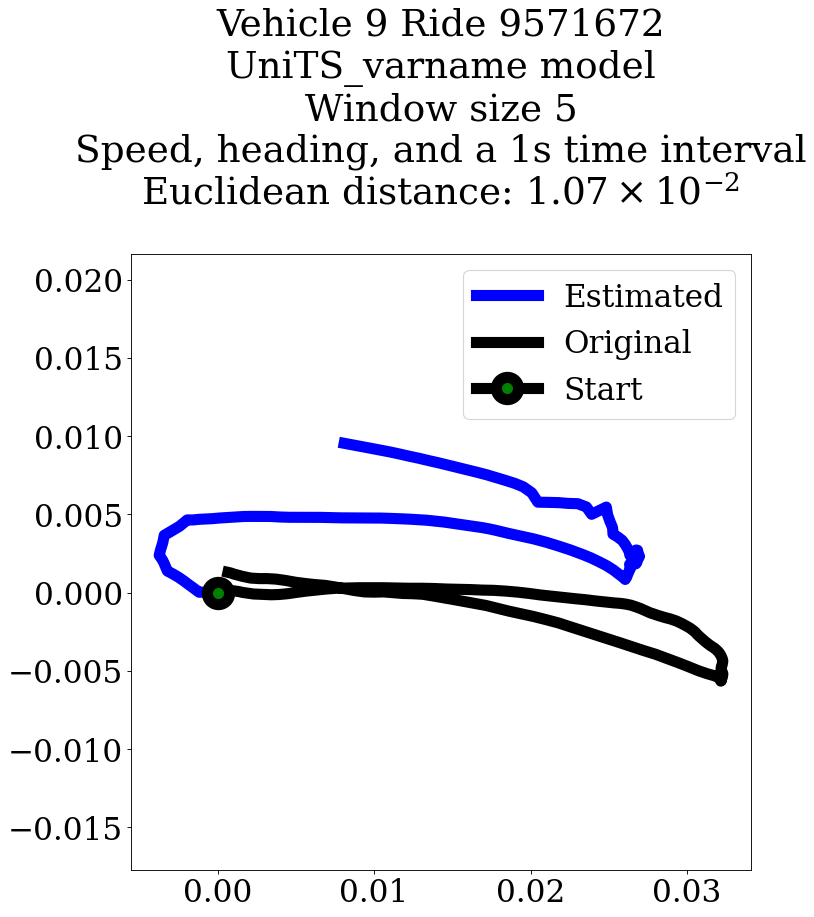 Vehicle 9 Ride 9571672
UniTS_varname model
Window size 5
Speed, heading, and a 1s time interval
Euclidean distance: 1.07 × 10⁻²
Estimated
Original
Start
0.020
0.015
0.010
0.005
0.000
−0.005
−0.010
−0.015
0.00 0.01 0.02 0.03